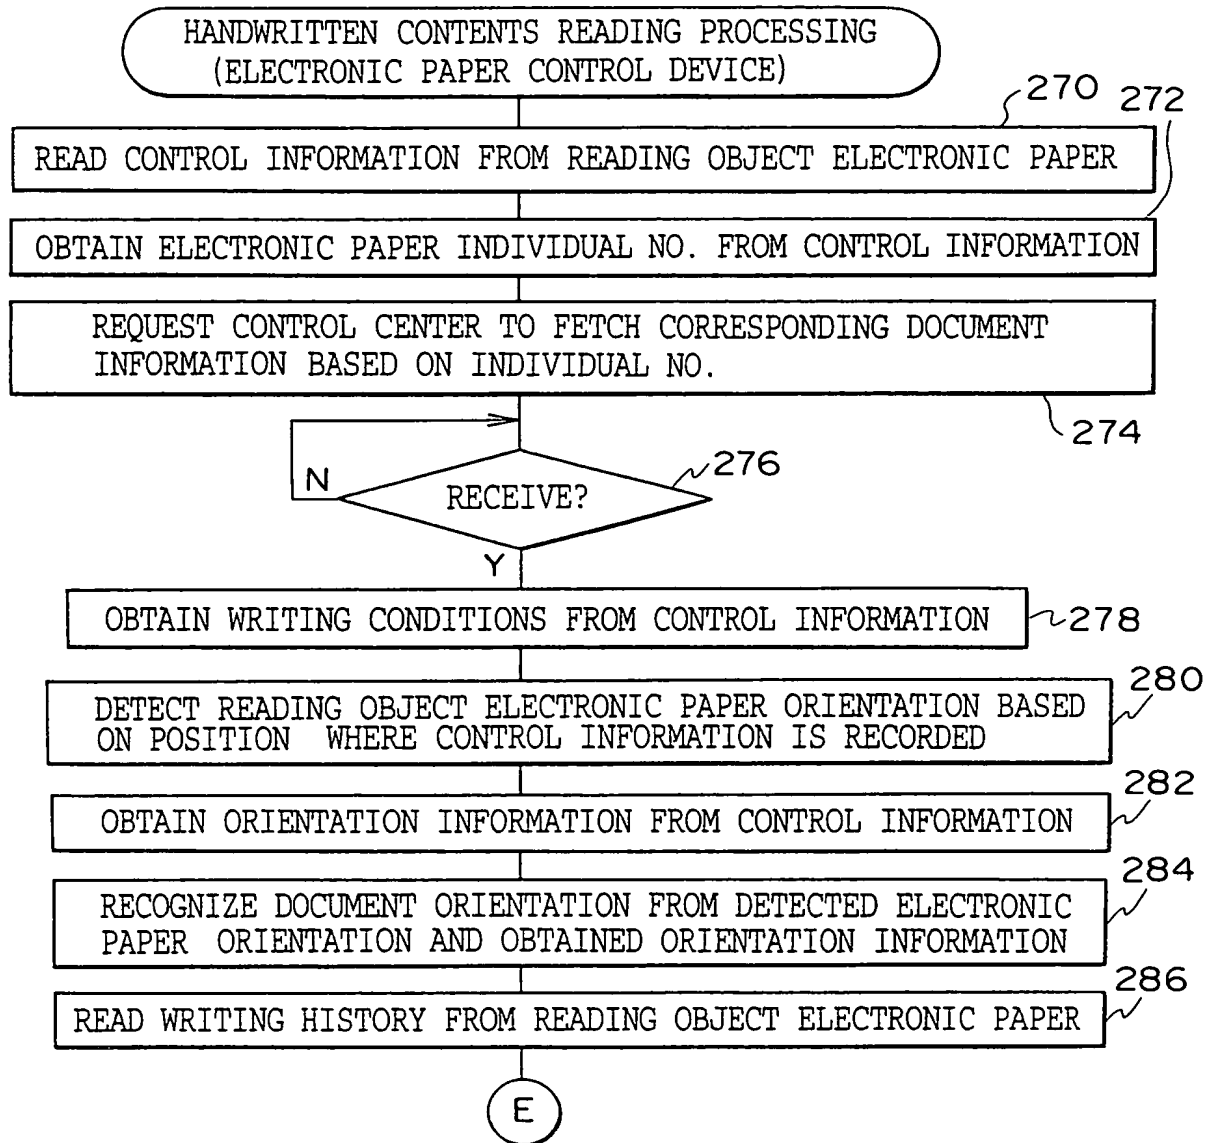 HANDWRITTEN CONTENTS READING PROCESSING
(ELECTRONIC PAPER CONTROL DEVICE)
270
272
READ CONTROL INFORMATION FROM READING OBJECT ELECTRONIC PAPER
OBTAIN ELECTRONIC PAPER INDIVIDUAL NO. FROM CONTROL INFORMATION
REQUEST CONTROL CENTER TO FETCH CORRESPONDING DOCUMENT
INFORMATION BASED ON INDIVIDUAL NO.
274
276
N
RECEIVE?
Y
OBTAIN WRITING CONDITIONS FROM CONTROL INFORMATION
278
280
DETECT READING OBJECT ELECTRONIC PAPER ORIENTATION BASED
ON POSITION WHERE CONTROL INFORMATION IS RECORDED
282
OBTAIN ORIENTATION INFORMATION FROM CONTROL INFORMATION
284
RECOGNIZE DOCUMENT ORIENTATION FROM DETECTED ELECTRONIC
PAPER ORIENTATION AND OBTAINED ORIENTATION INFORMATION
286
READ WRITING HISTORY FROM READING OBJECT ELECTRONIC PAPER
E